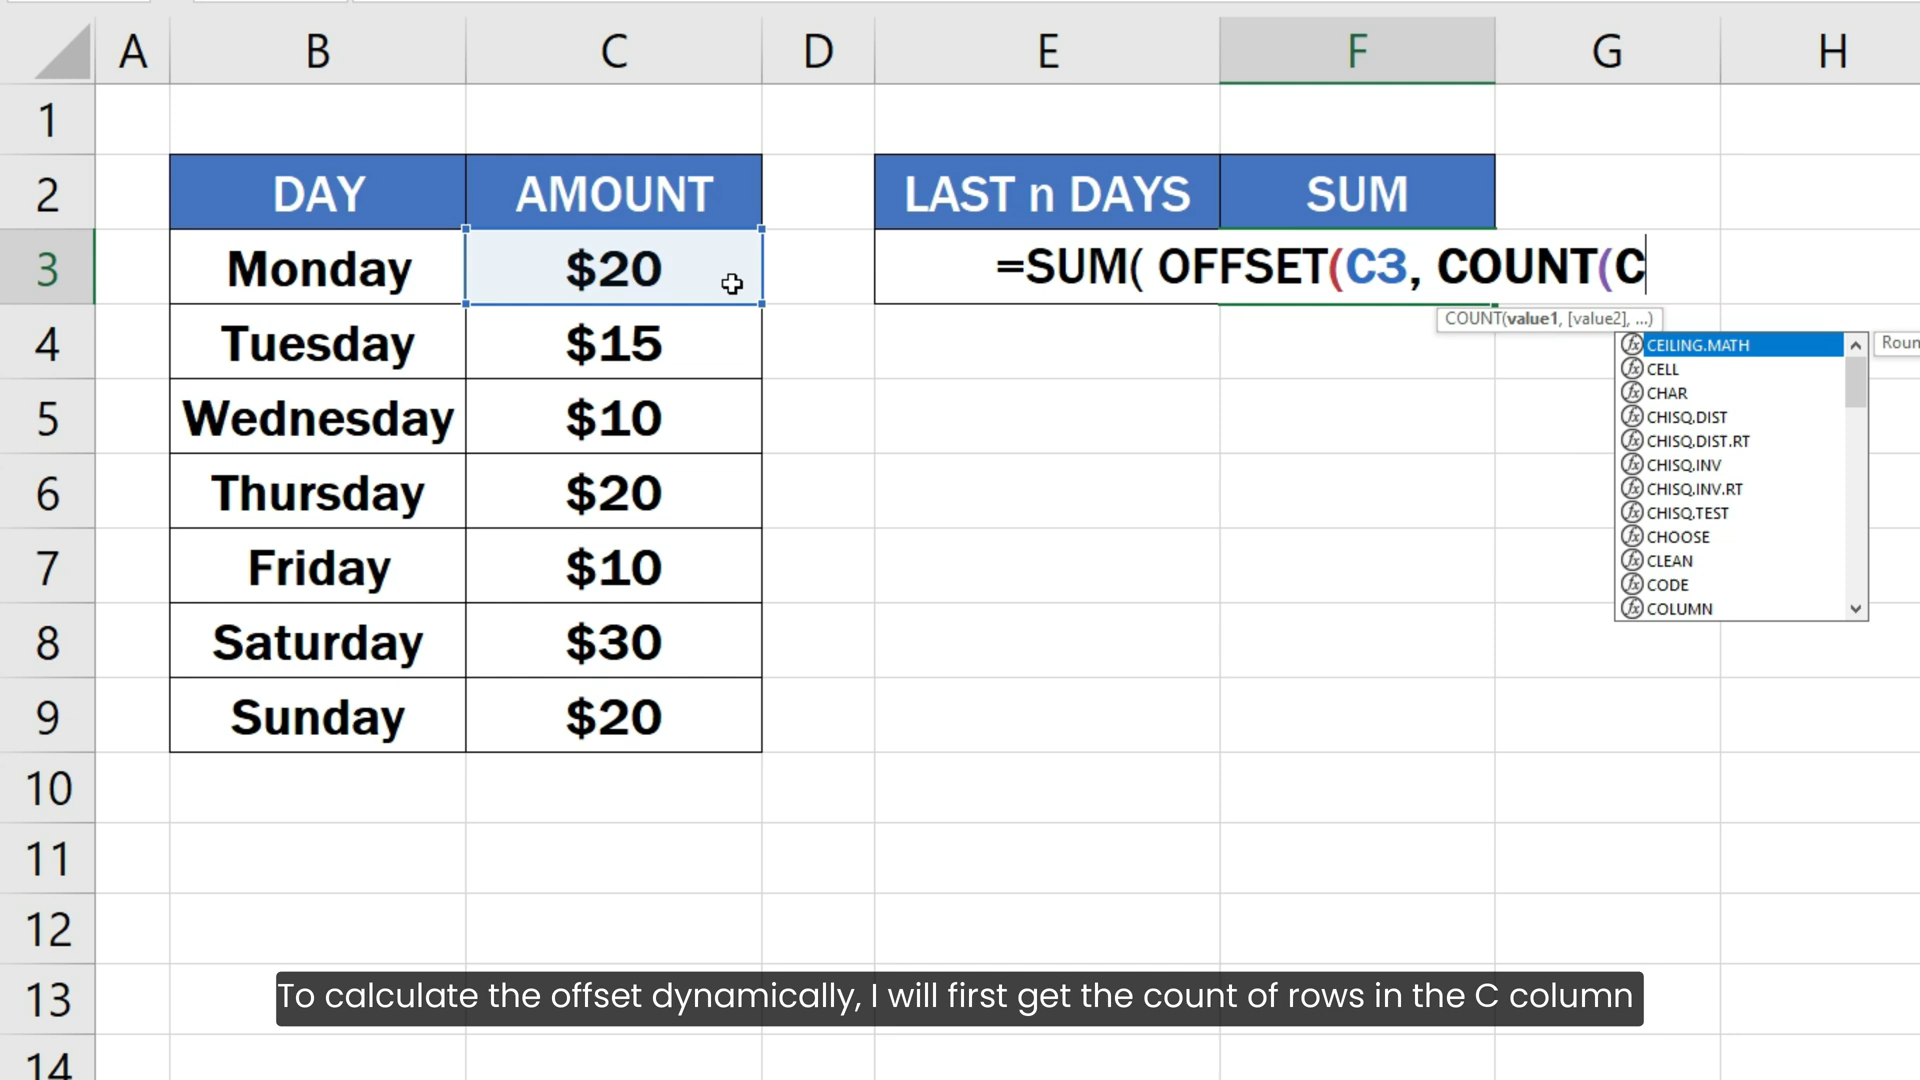 A B C D E F G H
1
2 DAY AMOUNT LAST n DAYS SUM
3 Monday $20 =SUM( OFFSET(C3, COUNT(C
COUNT(value1, [value2], ...)
4 Tuesday $15
CEILING.MATH Roun
CELL
CHAR
5 Wednesday $10
CHISQ.DIST
CHISQ.DIST.RT
CHISQ.INV
6 Thursday $20
CHISQ.INV.RT
CHISQ.TEST
CHOOSE
7 Friday $10
CLEAN
CODE
COLUMN
8 Saturday $30
9 Sunday $20
10
11
12
13
To calculate the offset dynamically, I will first get the count of rows in the C column
14